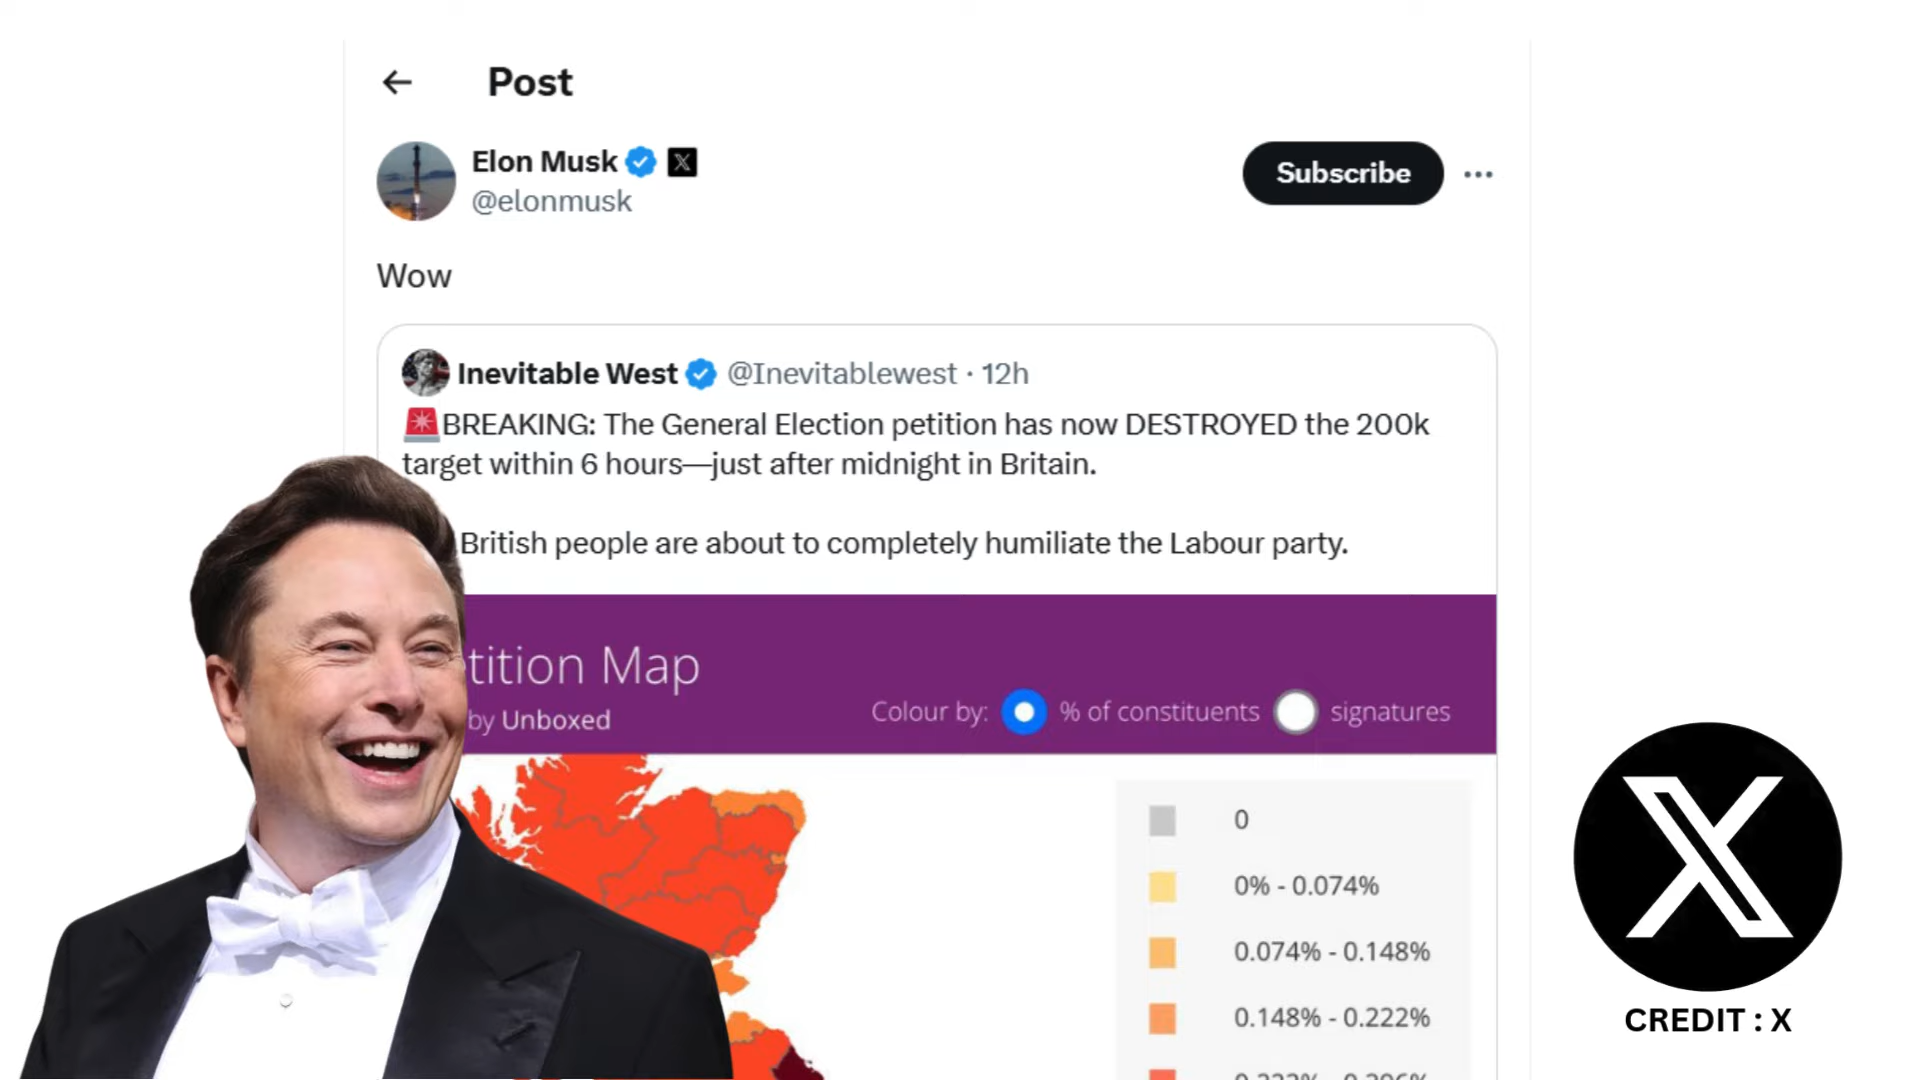 Post
Elon Musk
@elonmusk
Subscribe
Wow
Inevitable West @Inevitablewest · 12h
BREAKING: The General Election petition has now DESTROYED the 200k
target within 6 hours—just after midnight in Britain.
British people are about to completely humiliate the Labour party.
tition Map
by Unboxed
Colour by: % of constituents signatures
0
0% - 0.074%
0.074% - 0.148%
0.148% - 0.222%
CREDIT : X